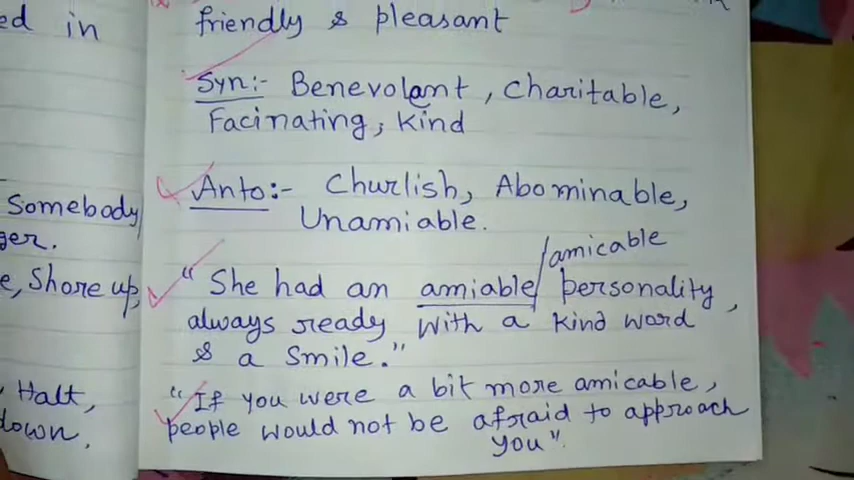 ed in
Somebody
ger.
e, Shore up,
Halt,
down.
friendly & pleasant
Syn:- Benevolant, Charitable,
Facinating, Kind
Anto:- Churlish, Abominable,
Unamiable.
/amicable
"She had an amiable/ personality,
always ready with a kind word
& a smile."
"If you were a bit more amicable,
people would not be afraid to approach
you".